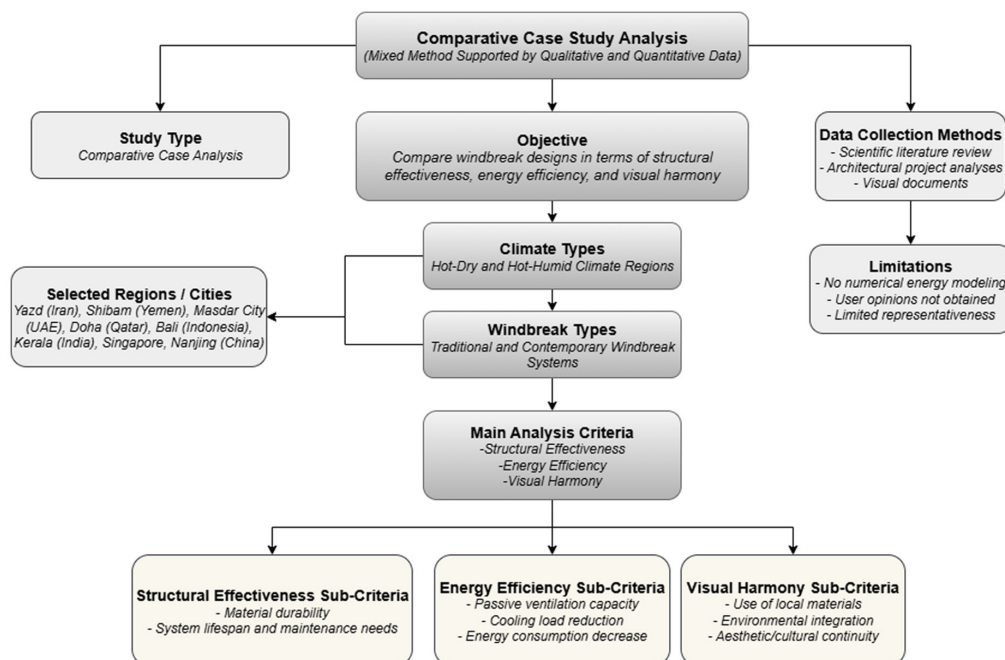 Comparative Case Study Analysis
(Mixed Method Supported by Qualitative and Quantitative Data)
Study Type
Comparative Case Analysis
Objective
Compare windbreak designs in terms of structural
effectiveness, energy efficiency, and visual harmony
Data Collection Methods
- Scientific literature review
- Architectural project analyses
- Visual documents
Climate Types
Hot-Dry and Hot-Humid Climate Regions
Limitations
- No numerical energy modeling
- User opinions not obtained
- Limited representativeness
Selected Regions / Cities
Yazd (Iran), Shibam (Yemen), Masdar City
(UAE), Doha (Qatar), Bali (Indonesia),
Kerala (India), Singapore, Nanjing (China)
Windbreak Types
Traditional and Contemporary Windbreak
Systems
Main Analysis Criteria
-Structural Effectiveness
-Energy Efficiency
-Visual Harmony
Structural Effectiveness Sub-Criteria
- Material durability
- System lifespan and maintenance needs
Energy Efficiency Sub-Criteria
- Passive ventilation capacity
- Cooling load reduction
- Energy consumption decrease
Visual Harmony Sub-Criteria
- Use of local materials
- Environmental integration
- Aesthetic/cultural continuity